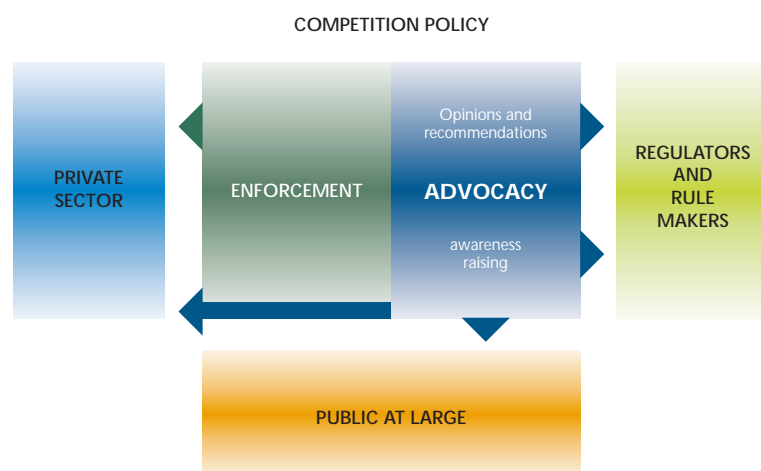 COMPETITION POLICY
PRIVATE
SECTOR
ENFORCEMENT
Opinions and
recommendations
ADVOCACY
awareness
raising
REGULATORS
AND
RULE
MAKERS
PUBLIC AT LARGE